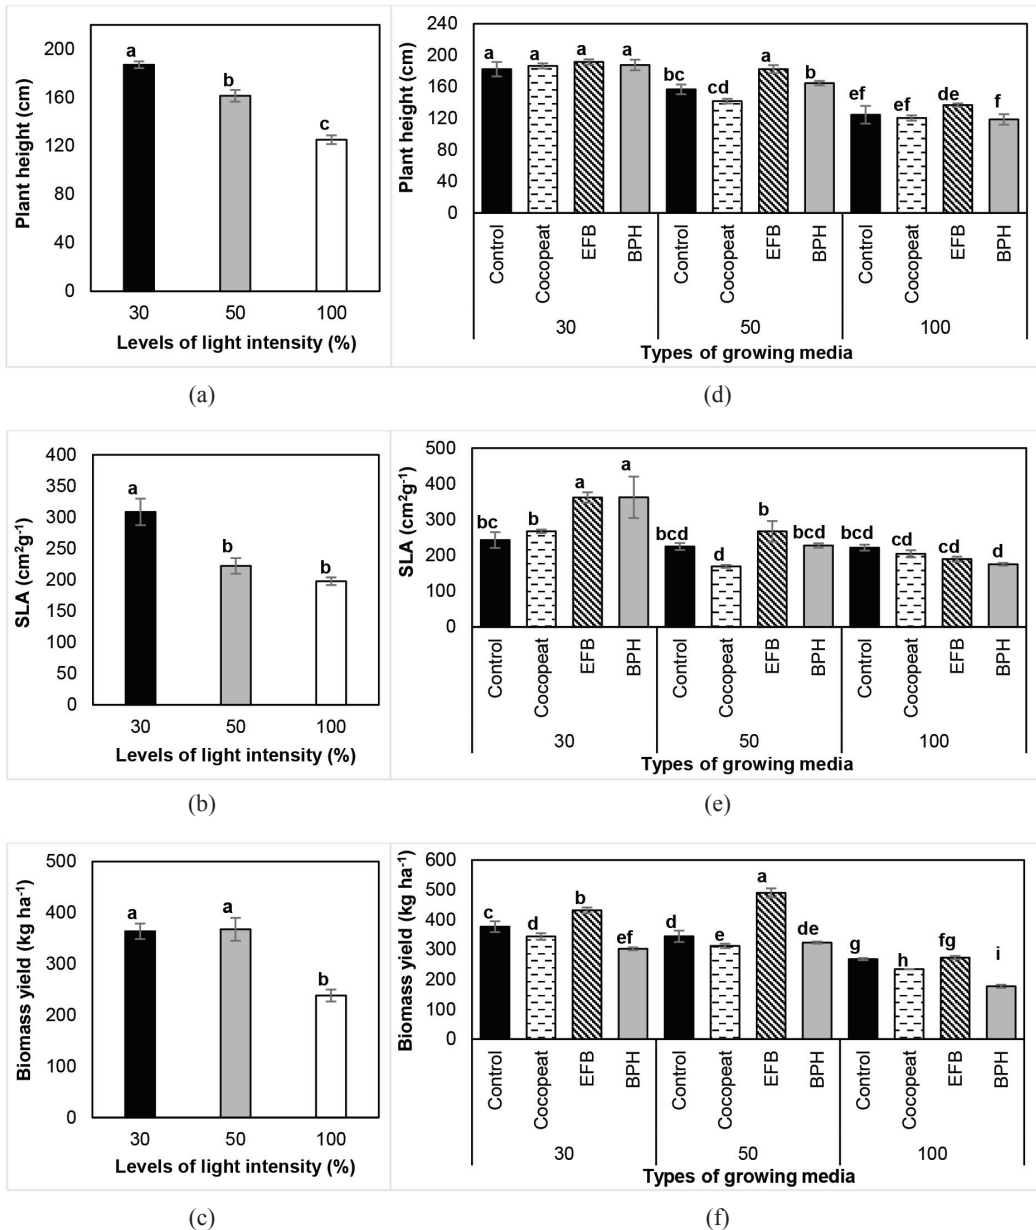 Plant height (cm)
200
160
120
80
40
0
a
b
c
30 50 100
Levels of light intensity (%)
(a)
Plant height (cm)
240
200
160
120
80
40
0
a a a a bc cd a b ef ef de f
Control Cocopeat EFB BPH Control Cocopeat EFB BPH Control Cocopeat EFB BPH
30 50 100
Types of growing media
(d)
SLA (cm²g⁻¹)
400
350
300
250
200
150
100
50
0
a
b
b
30 50 100
Levels of light intensity (%)
(b)
SLA (cm²g⁻¹)
500
400
300
200
100
0
bc b a a bcd d b bcd bcd cd cd d
Control Cocopeat EFB BPH Control Cocopeat EFB BPH Control Cocopeat EFB BPH
30 50 100
Types of growing media
(e)
Biomass yield (kg ha⁻¹)
500
400
300
200
100
0
a
a
b
30 50 100
Levels of light intensity (%)
(c)
Biomass yield (kg ha⁻¹)
600
500
400
300
200
100
0
c d b ef d e a de g h fg i
Control Cocopeat EFB BPH Control Cocopeat EFB BPH Control Cocopeat EFB BPH
30 50 100
Types of growing media
(f)